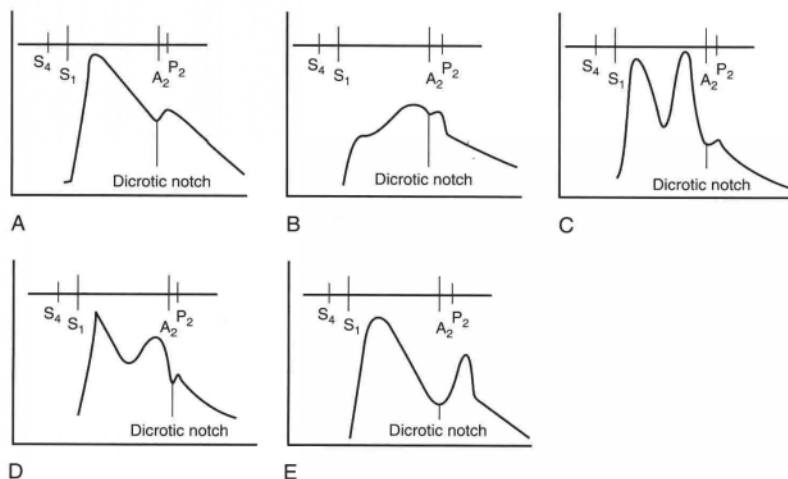 S4 S1 A2 P2
Dicrotic notch
A
S4 S1 A2 P2
Dicrotic notch
B
S4 S1 A2 P2
Dicrotic notch
C
S4 S1 A2 P2
Dicrotic notch
D
S4 S1 A2 P2
Dicrotic notch
E